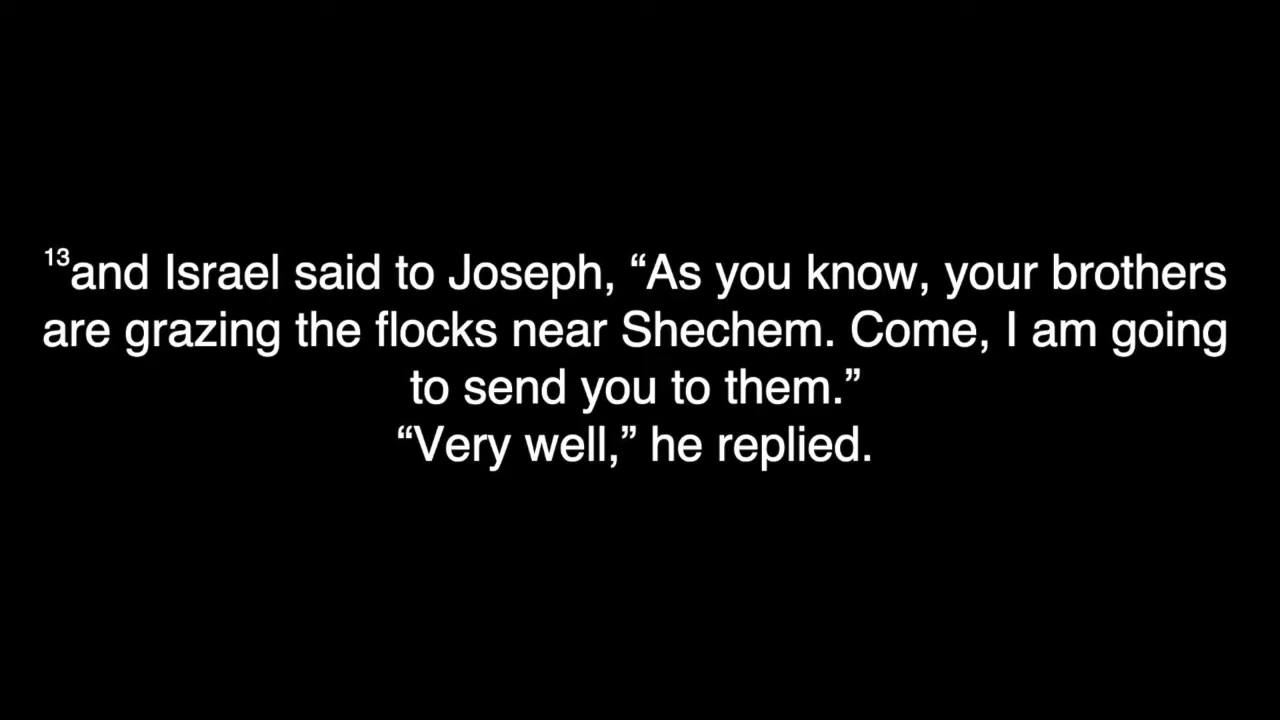 13and Israel said to Joseph, “As you know, your brothers
are grazing the flocks near Shechem. Come, I am going
to send you to them.”
“Very well,” he replied.